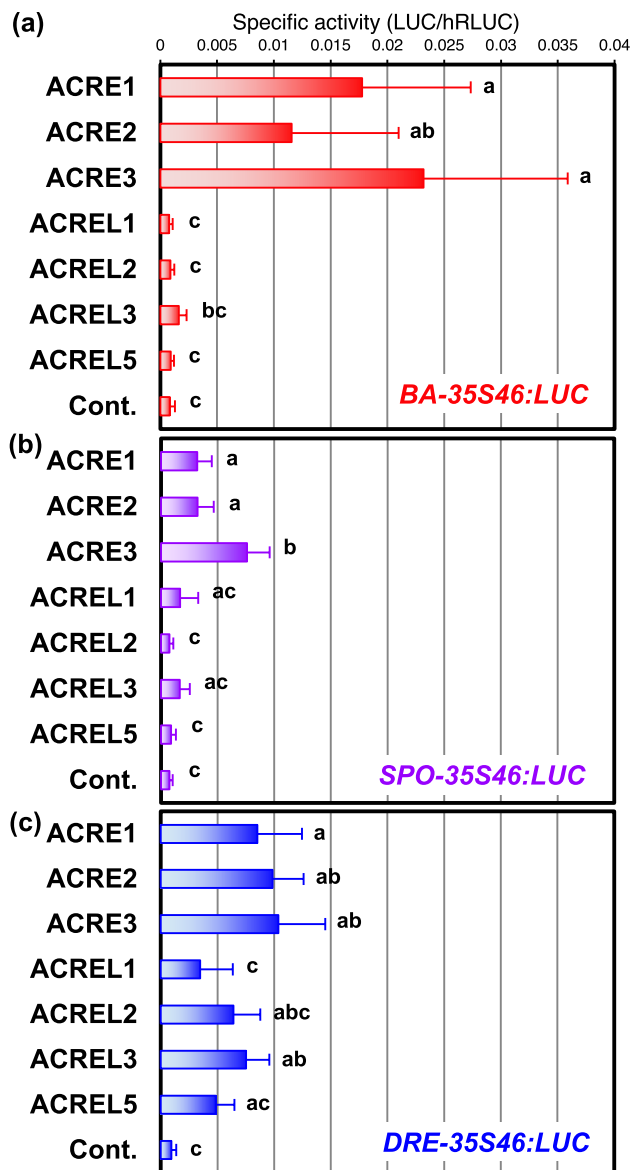 (a)
Specific activity (LUC/hRLUC)
0 0.005 0.01 0.015 0.02 0.025 0.03 0.035 0.04
ACRE1 a
ACRE2 ab
ACRE3 a
ACREL1 c
ACREL2 c
ACREL3 bc
ACREL5 c
Cont. c
BA-35S46:LUC
(b)
ACRE1 a
ACRE2 a
ACRE3 b
ACREL1 ac
ACREL2 c
ACREL3 ac
ACREL5 c
Cont. c
SPO-35S46:LUC
(c)
ACRE1 a
ACRE2 ab
ACRE3 ab
ACREL1 c
ACREL2 abc
ACREL3 ab
ACREL5 ac
Cont. c
DRE-35S46:LUC